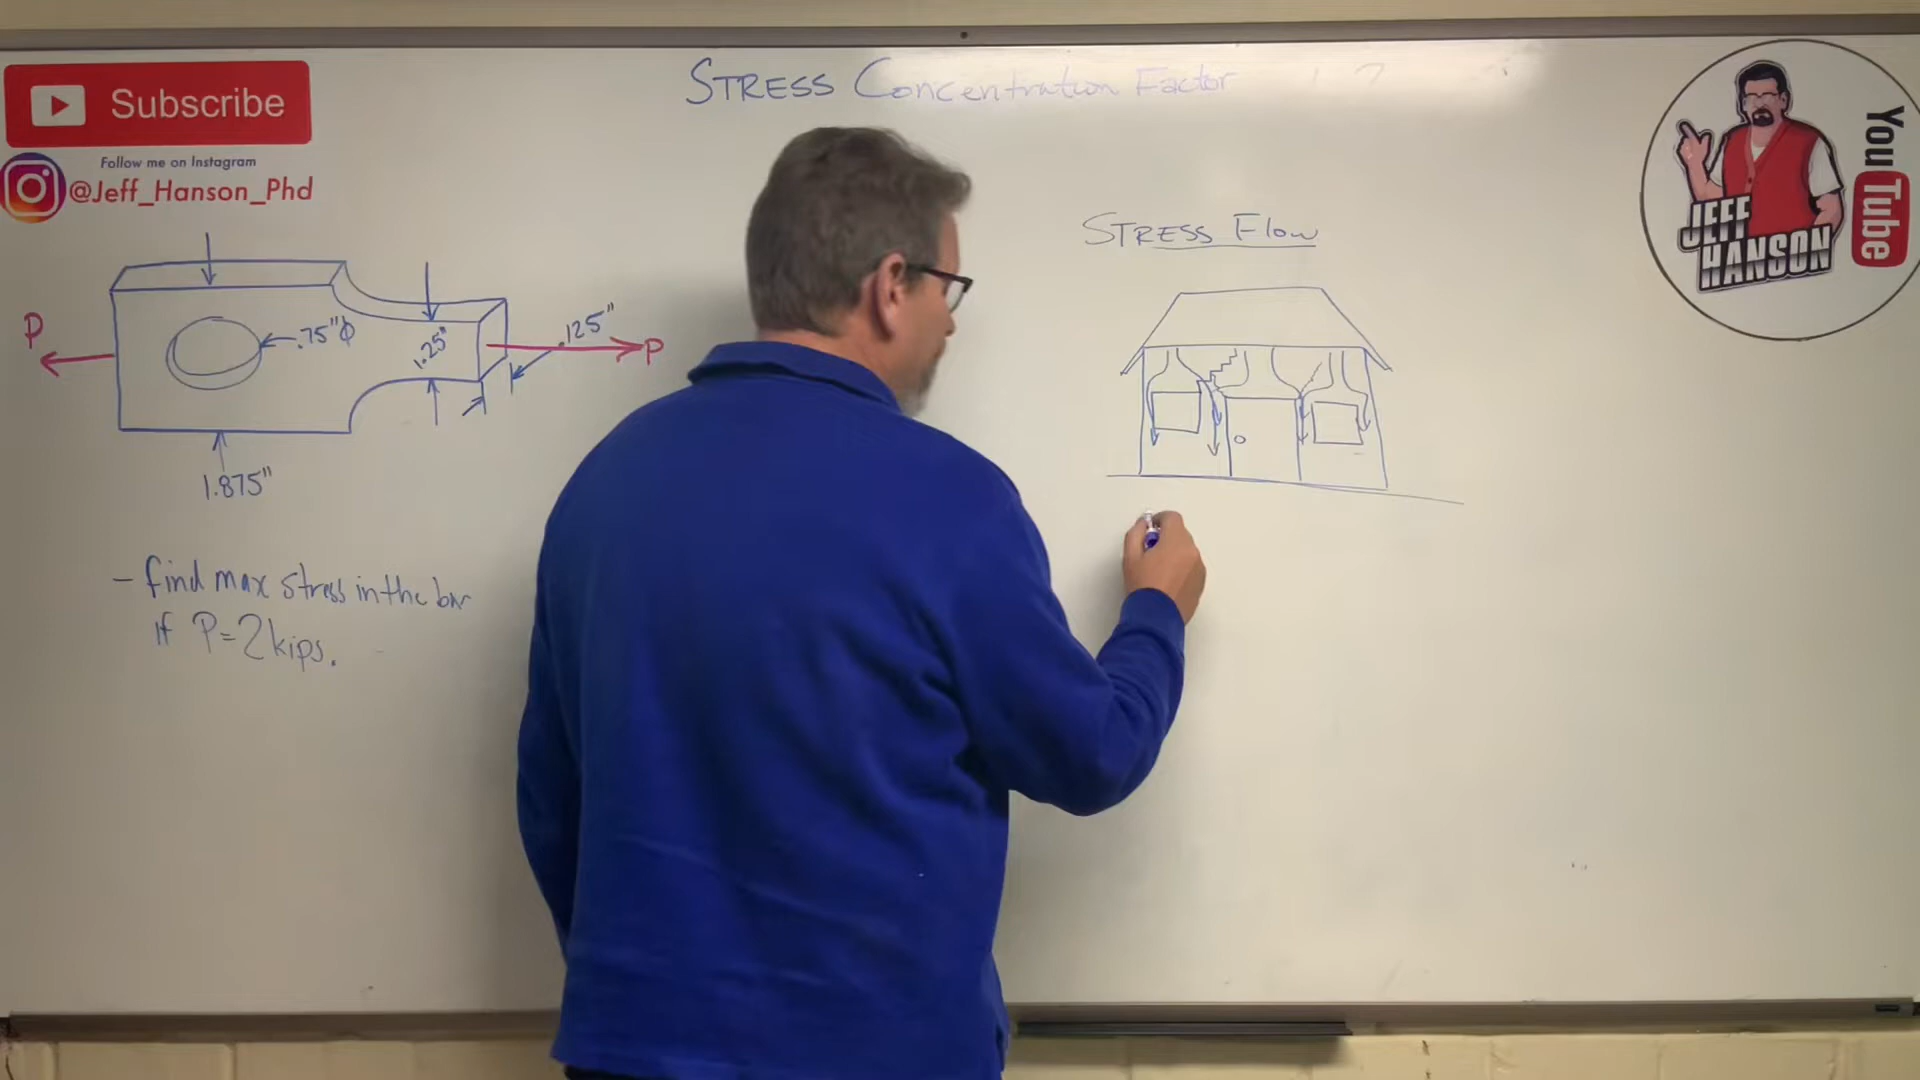 Subscribe
Follow me on Instagram
@Jeff_Hanson_Phd
STRESS Concentration Factor
STRESS Flow
YouTube
JEFF
HANSON
P
.75"ϕ
1.25"
.125"
P
1.875"
- find max stress in the bar
if P=2kips.